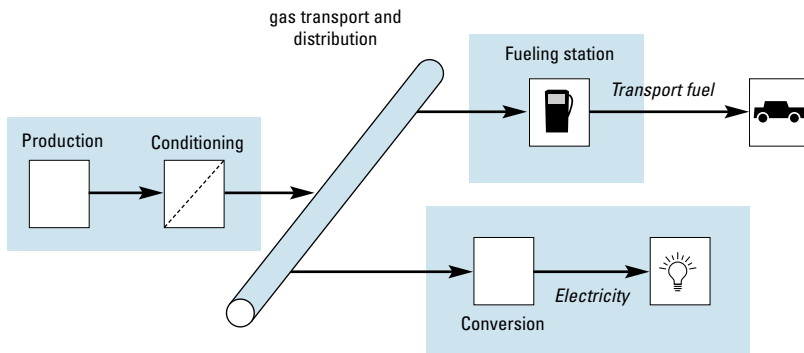 gas transport and
distribution
Fueling station
Transport fuel
Production
Conditioning
Electricity
Conversion